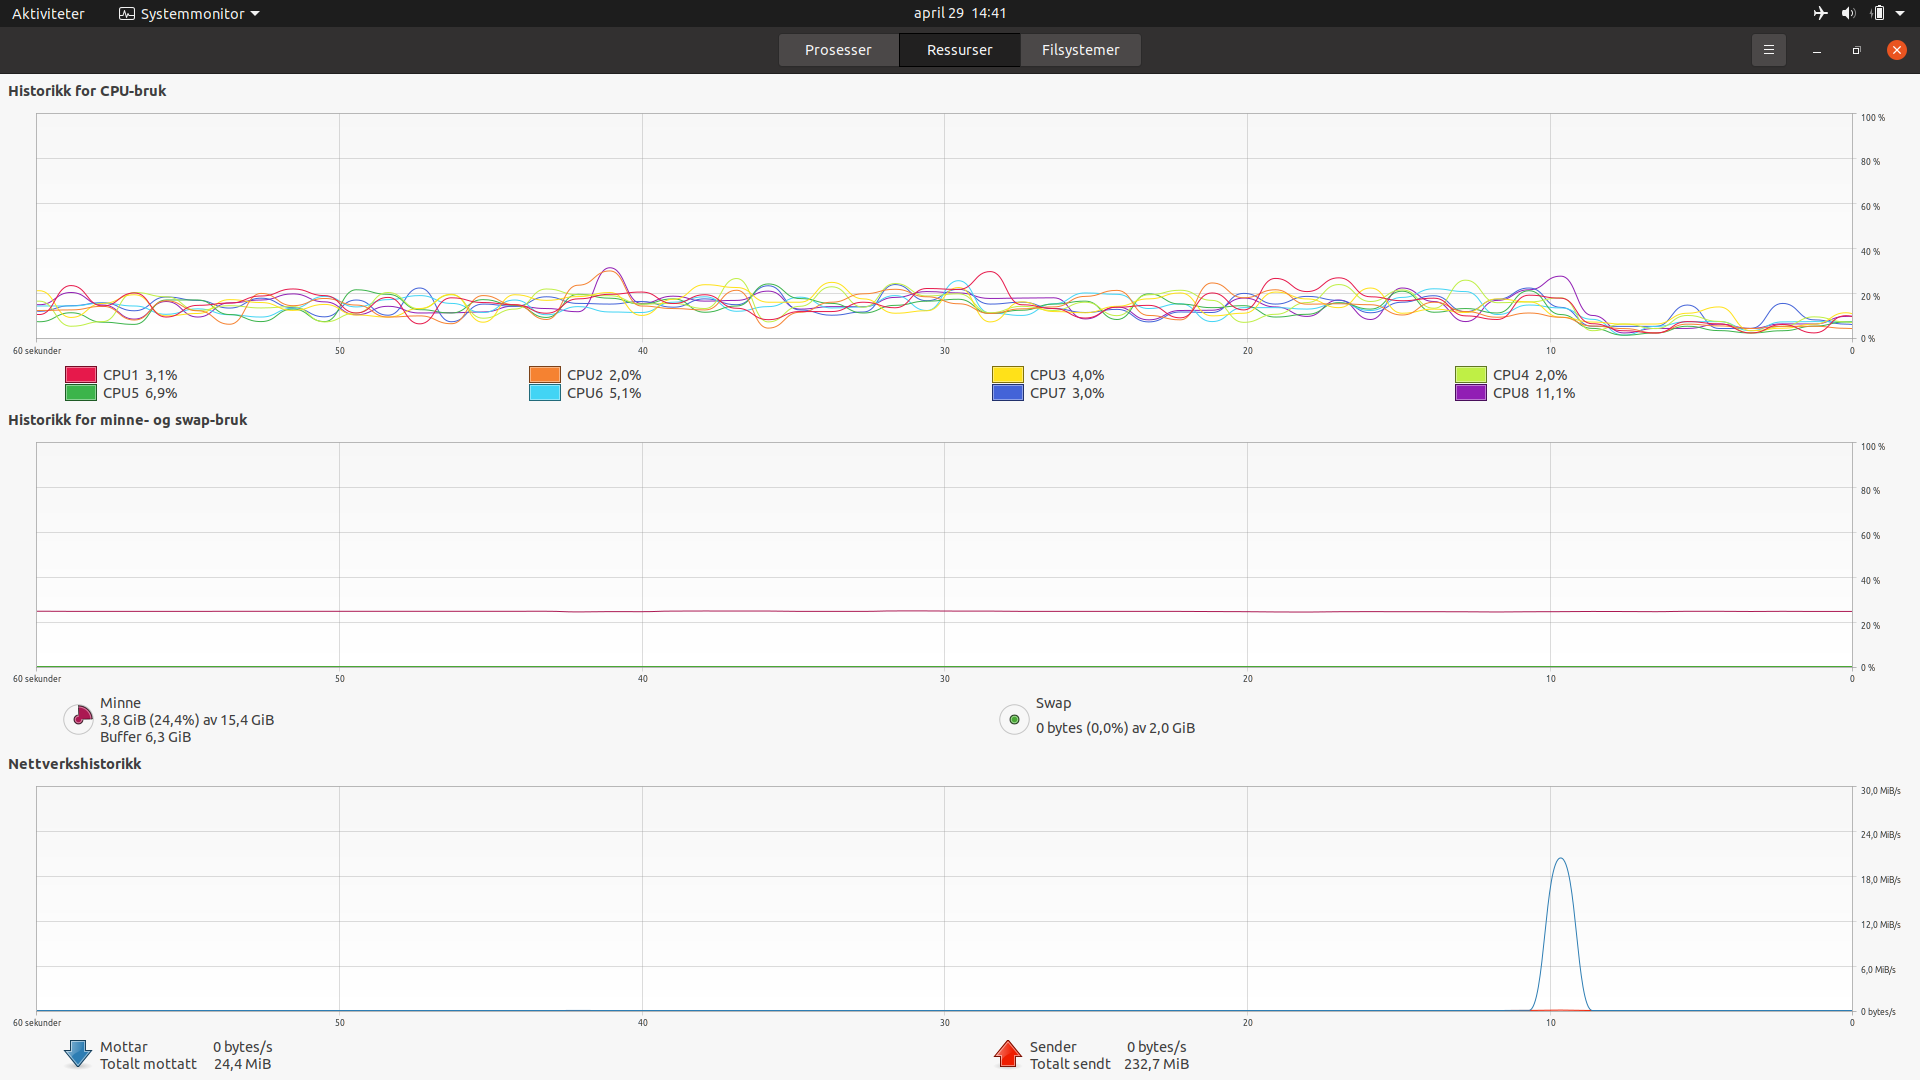 Aktiviteter Systemmonitor april 29 14:41
Prosesser Ressurser Filsystemer
Historikk for CPU-bruk
100 %
80 %
60 %
40 %
20 %
0 %
60 sekunder 50 40 30 20 10 0
CPU1 3,1% CPU2 2,0% CPU3 4,0% CPU4 2,0%
CPU5 6,9% CPU6 5,1% CPU7 3,0% CPU8 11,1%
Historikk for minne- og swap-bruk
100 %
80 %
60 %
40 %
20 %
0 %
60 sekunder 50 40 30 20 10 0
Minne
3,8 GiB (24,4%) av 15,4 GiB
Buffer 6,3 GiB
Swap
0 bytes (0,0%) av 2,0 GiB
Nettverkshistorikk
30,0 MiB/s
24,0 MiB/s
18,0 MiB/s
12,0 MiB/s
6,0 MiB/s
0 bytes/s
60 sekunder 50 40 30 20 10 0
Mottar 0 bytes/s
Totalt mottatt 24,4 MiB
Sender 0 bytes/s
Totalt sendt 232,7 MiB